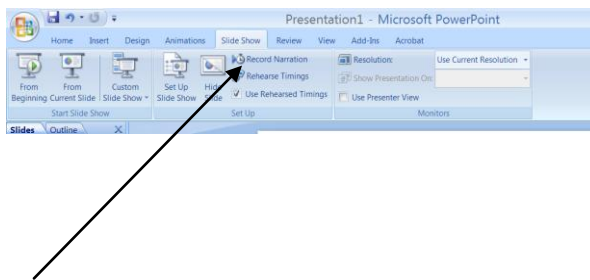 Presentation1 - Microsoft PowerPoint
Home Insert Design Animations Slide Show Review View Add-Ins Acrobat
From Beginning
From Current Slide
Custom Slide Show
Start Slide Show
Set Up Slide Show
Hide Slide
Record Narration
Rehearse Timings
Use Rehearsed Timings
Set Up
Resolution: Use Current Resolution
Show Presentation On:
Use Presenter View
Monitors
Slides Outline X